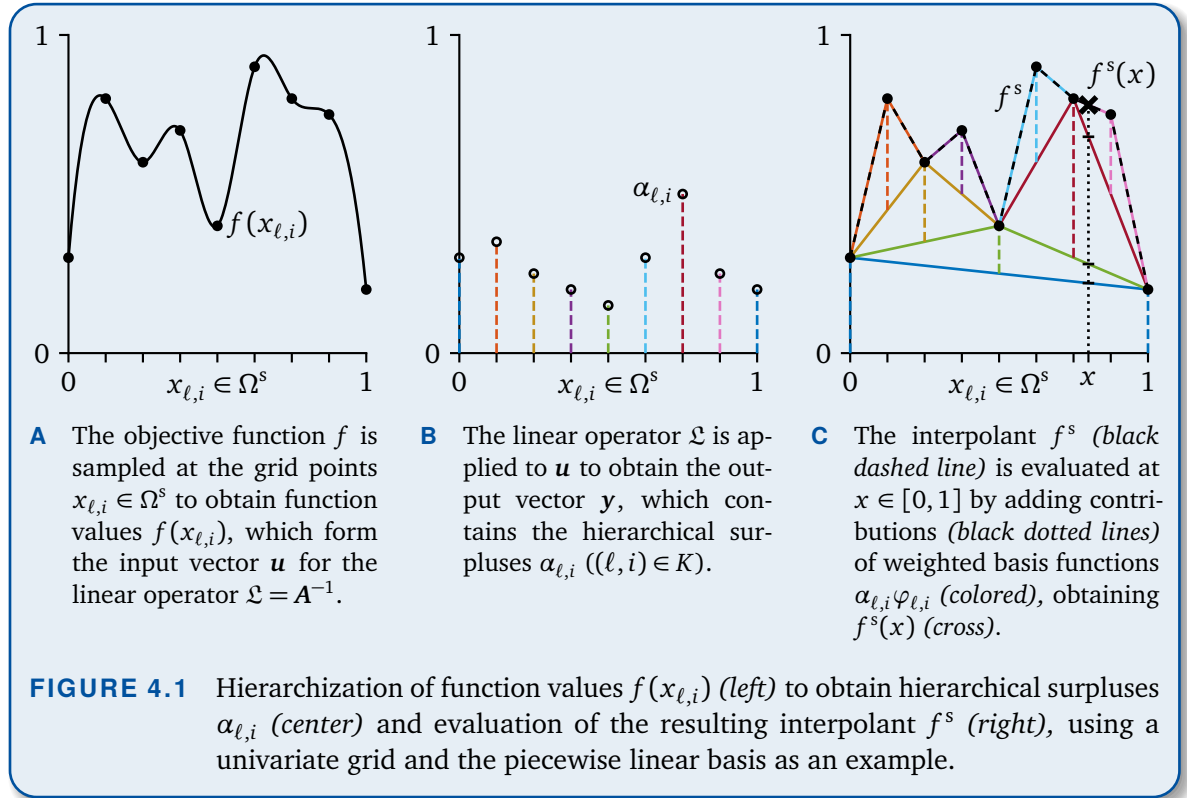 1
0
0
1
f(x_{ℓ,i})
x_{ℓ,i} ∈ Ω^s
1
0
0
1
α_{ℓ,i}
x_{ℓ,i} ∈ Ω^s
1
0
0
1
f^s
f^s(x)
x_{ℓ,i} ∈ Ω^s
x
A The objective function f is
sampled at the grid points
x_{ℓ,i} ∈ Ω^s to obtain function
values f(x_{ℓ,i}), which form
the input vector u for the
linear operator 𝔏 = A^{−1}.
B The linear operator 𝔏 is ap-
plied to u to obtain the out-
put vector y, which con-
tains the hierarchical sur-
pluses α_{ℓ,i} ((ℓ, i) ∈ K).
C The interpolant f^s (black
dashed line) is evaluated at
x ∈ [0, 1] by adding contri-
butions (black dotted lines)
of weighted basis functions
α_{ℓ,i}φ_{ℓ,i} (colored), obtaining
f^s(x) (cross).
FIGURE 4.1 Hierarchization of function values f(x_{ℓ,i}) (left) to obtain hierarchical surpluses
α_{ℓ,i} (center) and evaluation of the resulting interpolant f^s (right), using a
univariate grid and the piecewise linear basis as an example.